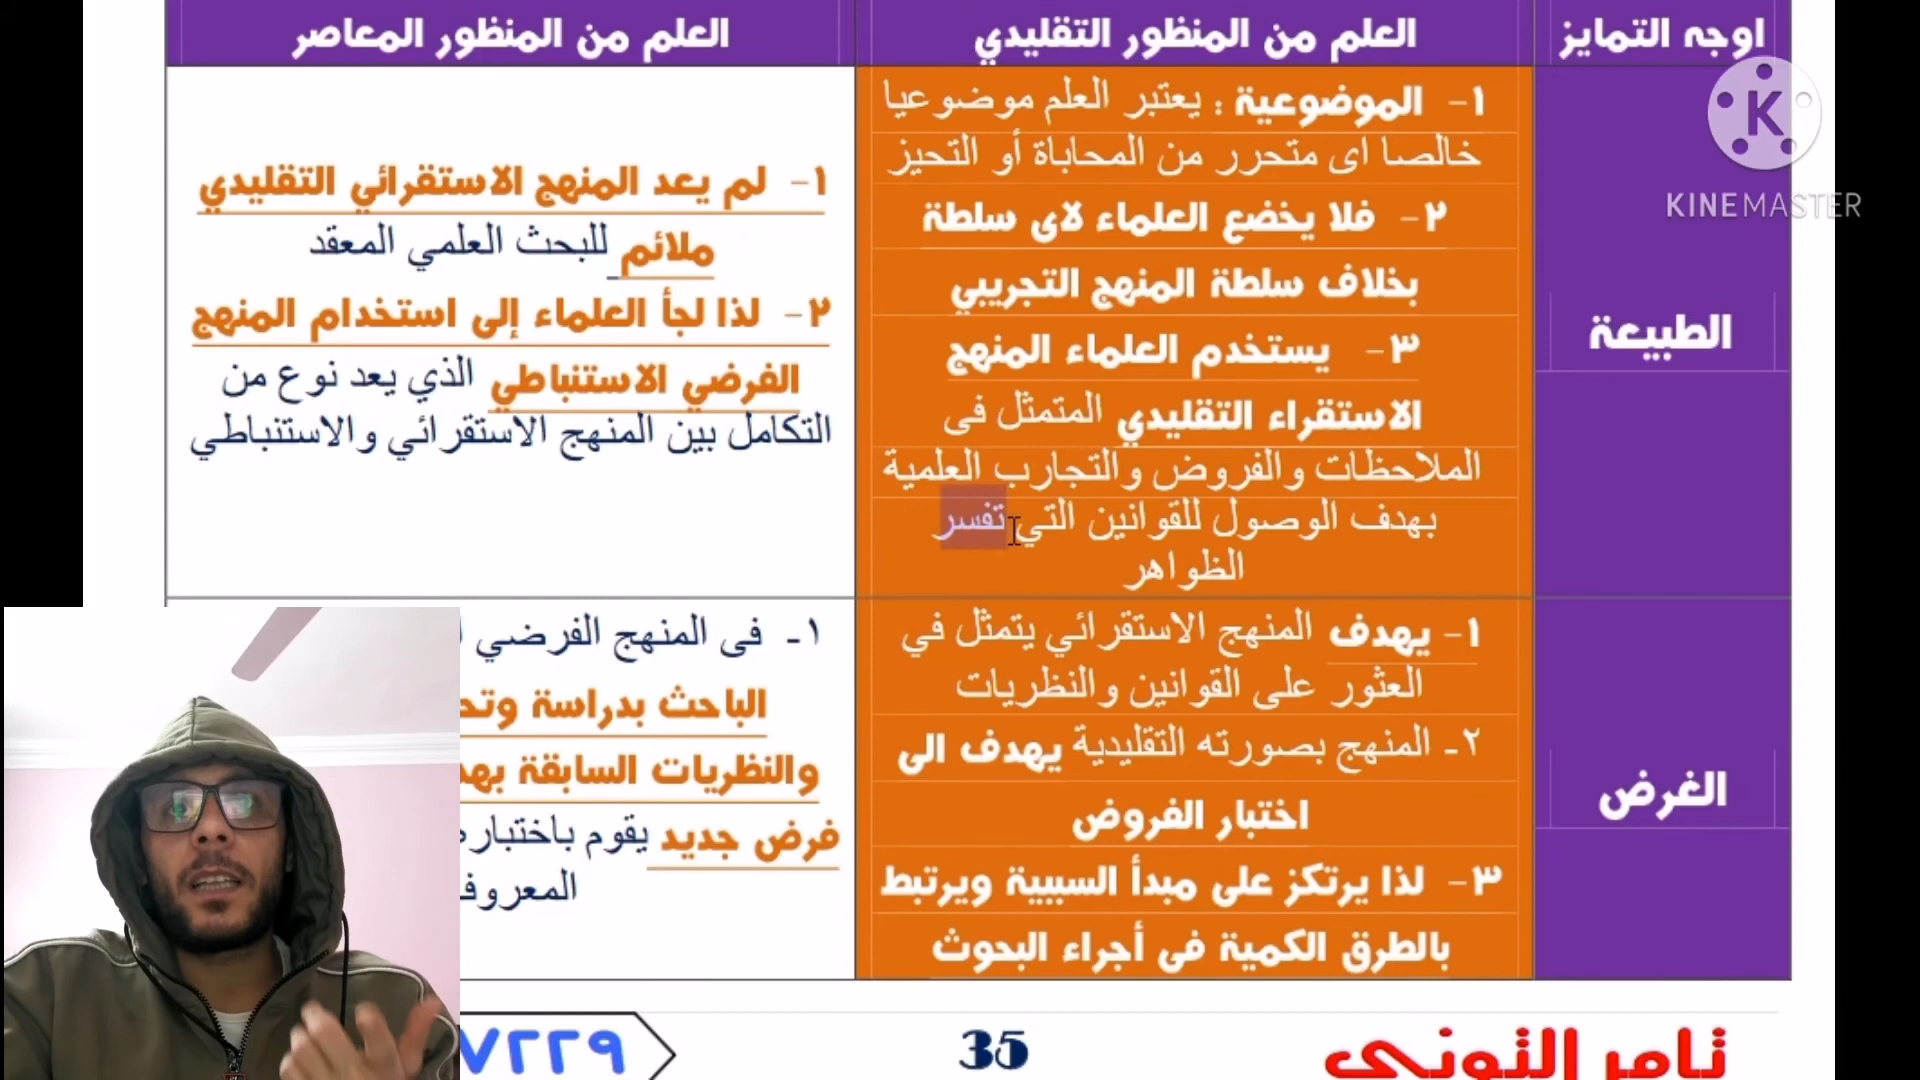 اوجه التمايز
العلم من المنظور التقليدي
العلم من المنظور المعاصر
الطبيعة
١- الموضوعية : يعتبر العلم موضوعيا
خالصا اى متحرر من المحاباة أو التحيز
٢- فلا يخضع العلماء لاى سلطة
بخلاف سلطة المنهج التجريبي
٣- يستخدم العلماء المنهج
الاستقراء التقليدي المتمثل فى
الملاحظات والفروض والتجارب العلمية
بهدف الوصول للقوانين التي تفسر
الظواهر
١- لم يعد المنهج الاستقرائي التقليدي
ملائم للبحث العلمي المعقد
٢- لذا لجأ العلماء إلى استخدام المنهج
الفرضي الاستنباطي الذي يعد نوع من
التكامل بين المنهج الاستقرائي والاستنباطي
الغرض
١- يهدف المنهج الاستقرائي يتمثل في
العثور على القوانين والنظريات
٢- المنهج بصورته التقليدية يهدف الى
اختبار الفروض
٣- لذا يرتكز على مبدأ السببية ويرتبط
بالطرق الكمية فى أجراء البحوث
١- فى المنهج الفرضي
الباحث بدراسة
والنظريات السابقة
فرض جديد يقوم
KINEMASTER
تامر التونى
35
٧٢٢٩